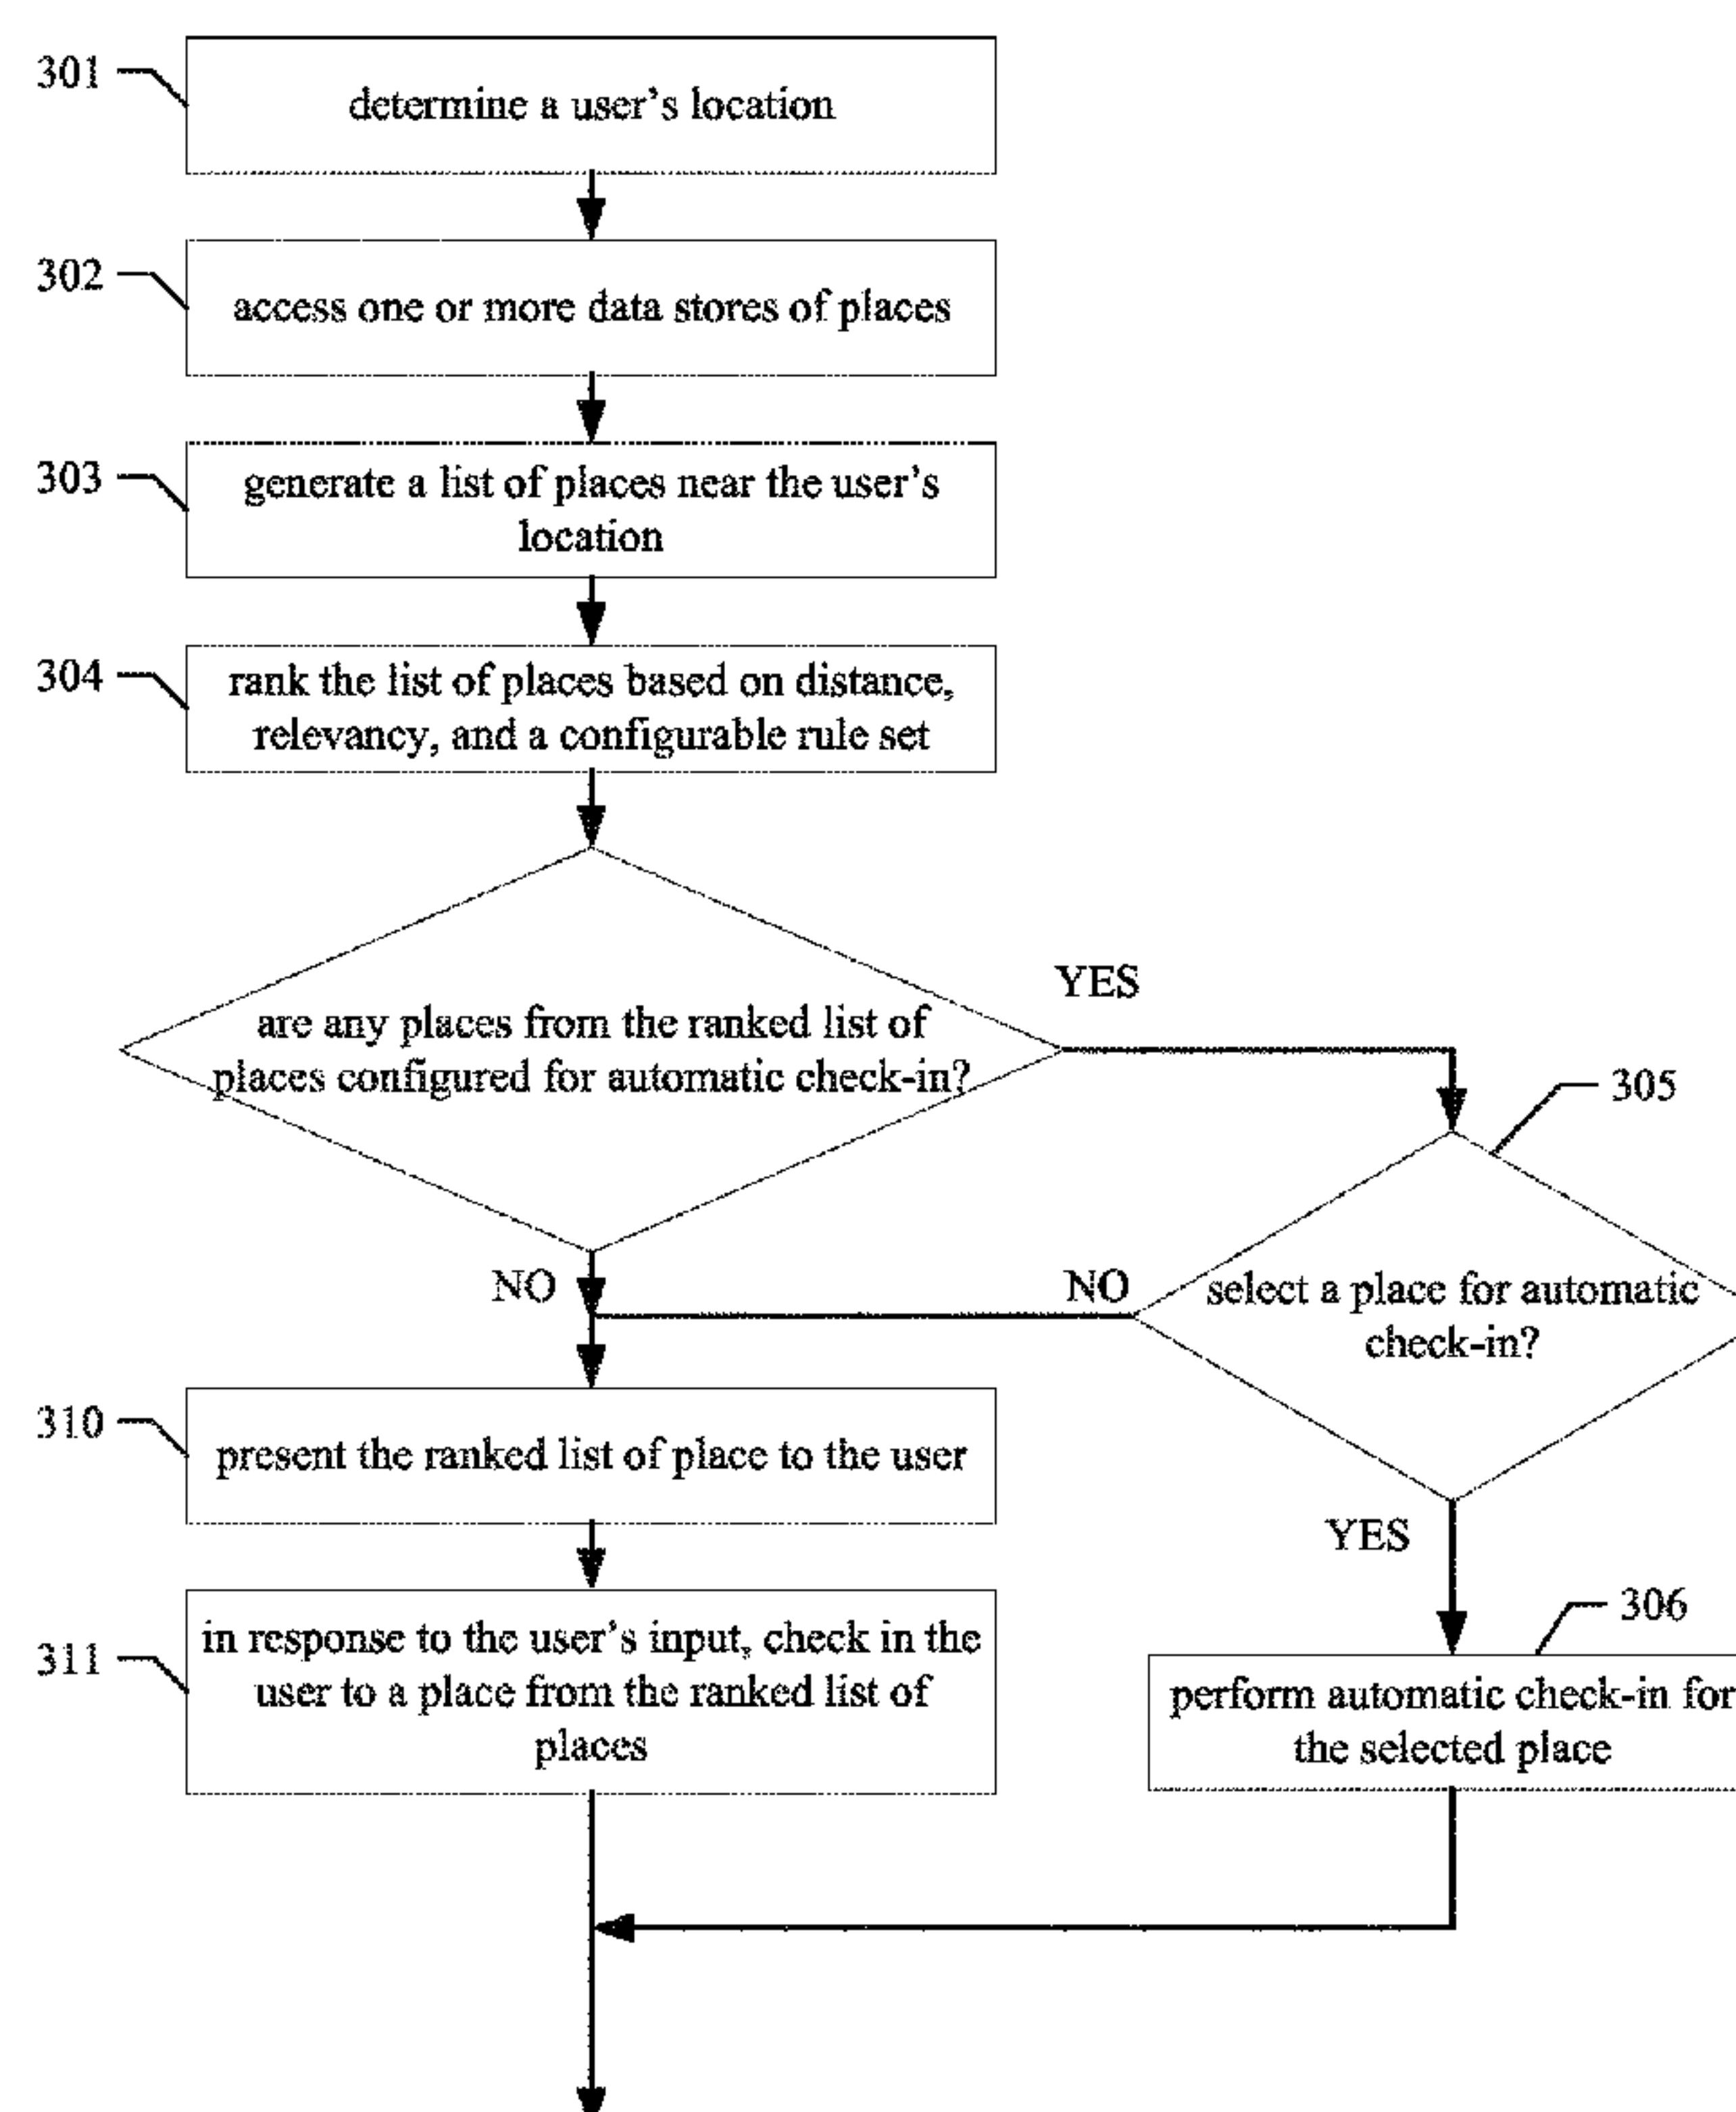 301
determine a user's location
302
access one or more data stores of places
303
generate a list of places near the user's
location
304
rank the list of places based on distance,
relevancy, and a configurable rule set
YES
are any places from the ranked list of
places configured for automatic check-in?
305
NO
NO
select a place for automatic
check-in?
310
present the ranked list of place to the user
YES
306
311
in response to the user's input, check in the
user to a place from the ranked list of
places
perform automatic check-in for
the selected place